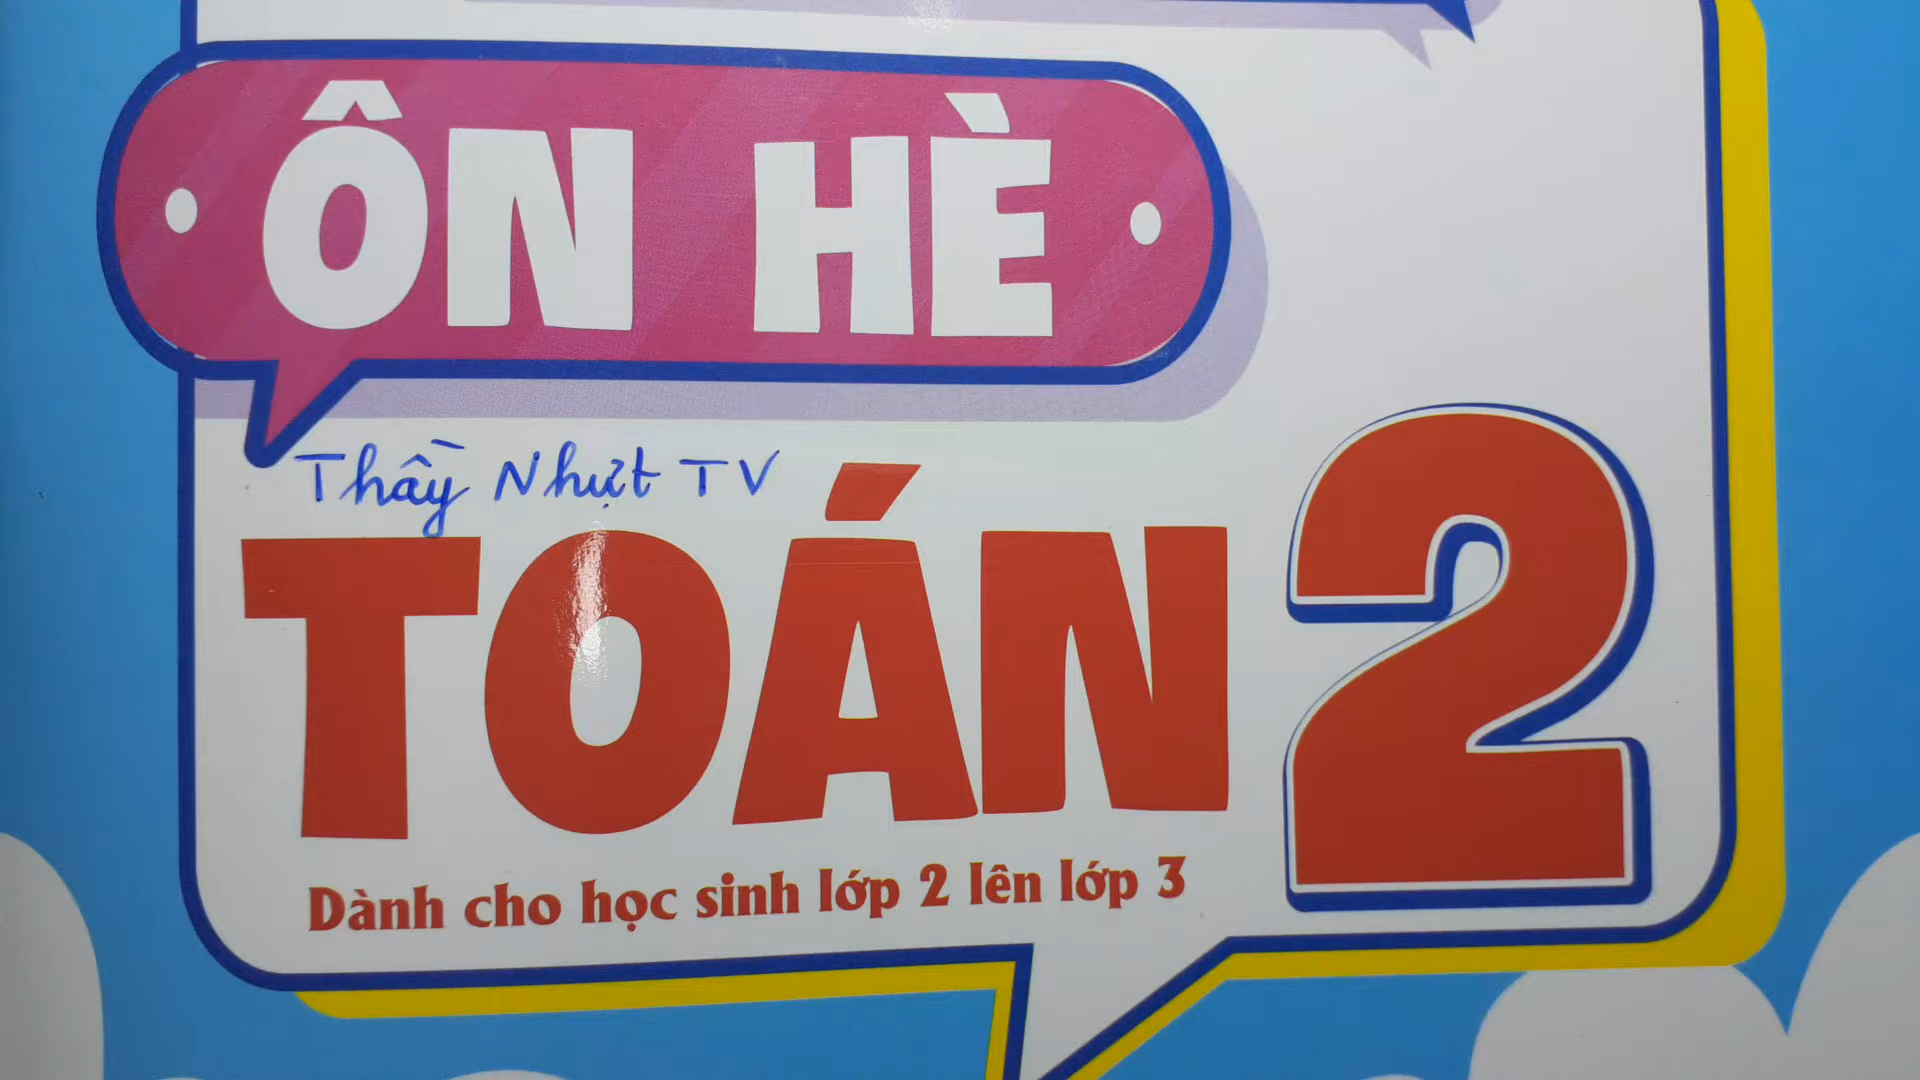 ÔN HÈ
Thầy Nhựt TV
TOÁN 2
Dành cho học sinh lớp 2 lên lớp 3